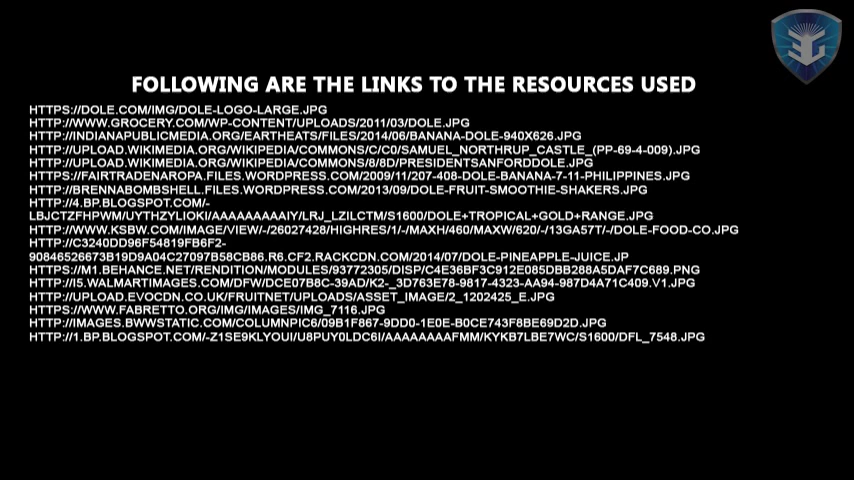 FOLLOWING ARE THE LINKS TO THE RESOURCES USED
HTTPS://DOLE.COM/IMG/DOLE-LOGO-LARGE.JPG
HTTP://WWW.GROCERY.COM/WP-CONTENT/UPLOADS/2011/03/DOLE.JPG
HTTP://INDIANAPUBLICMEDIA.ORG/EARTHEATS/FILES/2014/06/BANANA-DOLE-940X626.JPG
HTTP://UPLOAD.WIKIMEDIA.ORG/WIKIPEDIA/COMMONS/C/C0/SAMUEL_NORTHRUP_CASTLE_(PP-69-4-009).JPG
HTTP://UPLOAD.WIKIMEDIA.ORG/WIKIPEDIA/COMMONS/8/8D/PRESIDENTSANFORDDOLE.JPG
HTTPS://FAIRTRADENAROPA.FILES.WORDPRESS.COM/2009/11/207-408-DOLE-BANANA-7-11-PHILIPPINES.JPG
HTTP://BRENNABOMBSHELL.FILES.WORDPRESS.COM/2013/09/DOLE-FRUIT-SMOOTHIE-SHAKERS.JPG
HTTP://4.BP.BLOGSPOT.COM/-
LBJCTZFHPWM/UYTHZYLIOKI/AAAAAAAAAIY/LRJ_LZILCTM/S1600/DOLE+TROPICAL+GOLD+RANGE.JPG
HTTP://WWW.KSBW.COM/IMAGE/VIEW/-/26027428/HIGHRES/1/-/MAXH/460/MAXW/620/-/13GA57T/-/DOLE-FOOD-CO.JPG
HTTP://C3240DD96F54819FB6F2-
90846526673B19D9A04C27097B58CB86.R6.CF2.RACKCDN.COM/2014/07/DOLE-PINEAPPLE-JUICE.JP
HTTPS://M1.BEHANCE.NET/RENDITION/MODULES/93772305/DISP/C4E36BF3C912E085DBB288A5DAF7C689.PNG
HTTP://I5.WALMARTIMAGES.COM/DFW/DCE07B8C-39AD/K2-_3D763E78-9817-4323-AA94-987D4A71C409.V1.JPG
HTTP://UPLOAD.EVOCDN.CO.UK/FRUITNET/UPLOADS/ASSET_IMAGE/2_1202425_E.JPG
HTTPS://WWW.FABRETTO.ORG/IMG/IMAGES/IMG_7116.JPG
HTTP://IMAGES.BWWSTATIC.COM/COLUMNPIC6/09B1F867-9DD0-1E0E-B0CE743F8BE69D2D.JPG
HTTP://1.BP.BLOGSPOT.COM/-Z1SE9KLYOUI/U8PUY0LDC6I/AAAAAAAAFMM/KYKB7LBE7WC/S1600/DFL_7548.JPG